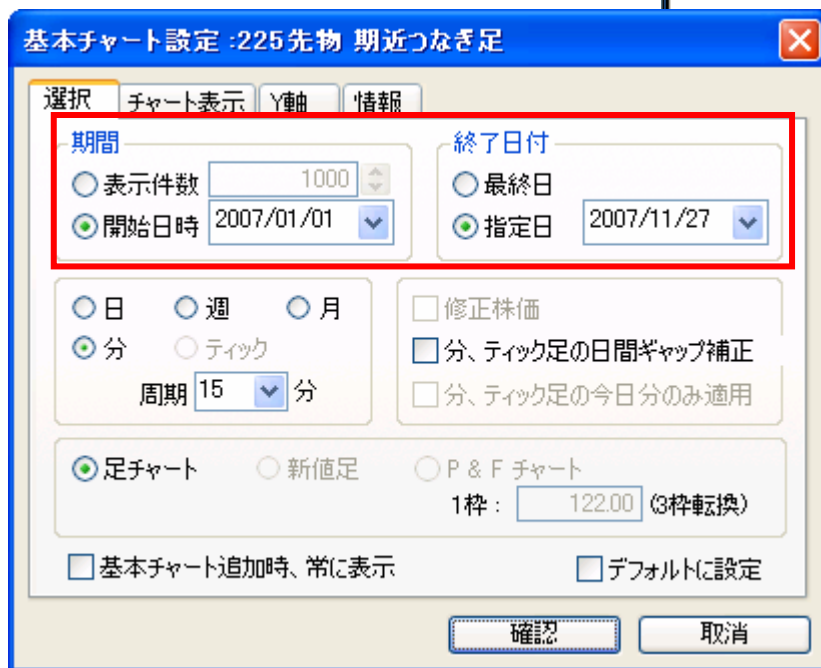 基本チャート設定 :225先物 期近つなぎ足
選択 チャート表示 Y軸 情報
期間 終了日付
表示件数 1000 最終日
開始日時 2007/01/01 指定日 2007/11/27
日 週 月 修正株価
分 ティック 分、ティック足の日間ギャップ補正
周期 15 分 分、ティック足の今日分のみ適用
足チャート 新値足 P & F チャート
1枠 : 122.00 (3枠転換)
基本チャート追加時、常に表示 デフォルトに設定
確認 取消